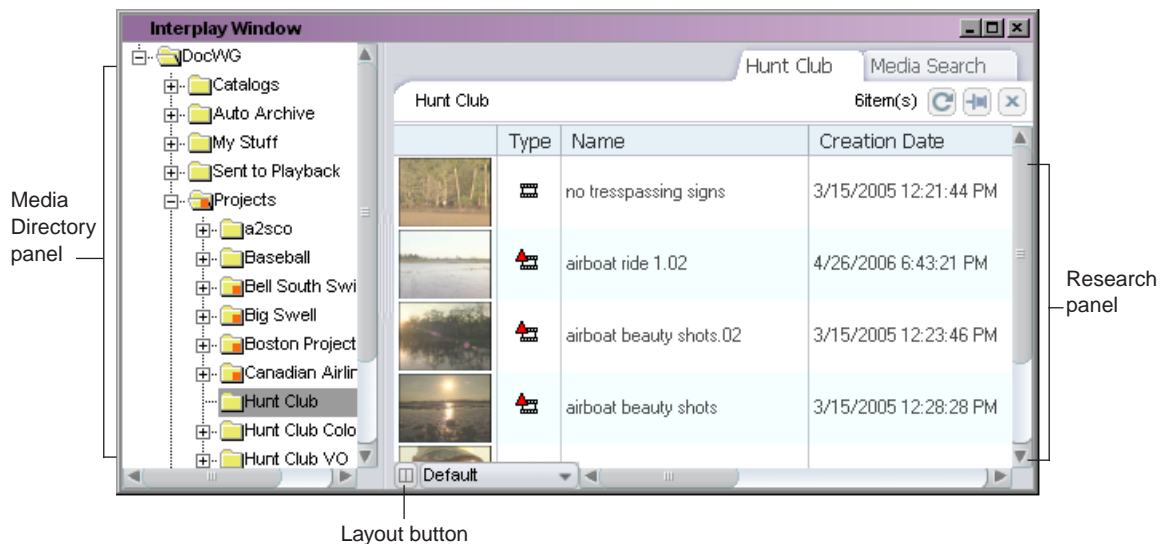 Interplay Window
DocWG
Catalogs
Auto Archive
My Stuff
Sent to Playback
Projects
a2sco
Baseball
Bell South Swi
Big Swell
Boston Project
Canadian Airlin
Hunt Club
Hunt Club Colo
Hunt Club VO
Hunt Club
Media Search
Hunt Club
6item(s)
Type
Name
Creation Date
no tresspassing signs
3/15/2005 12:21:44 PM
airboat ride 1.02
4/26/2006 6:43:21 PM
airboat beauty shots.02
3/15/2005 12:23:46 PM
airboat beauty shots
3/15/2005 12:28:28 PM
Default
Media
Directory
panel
Research
panel
Layout button